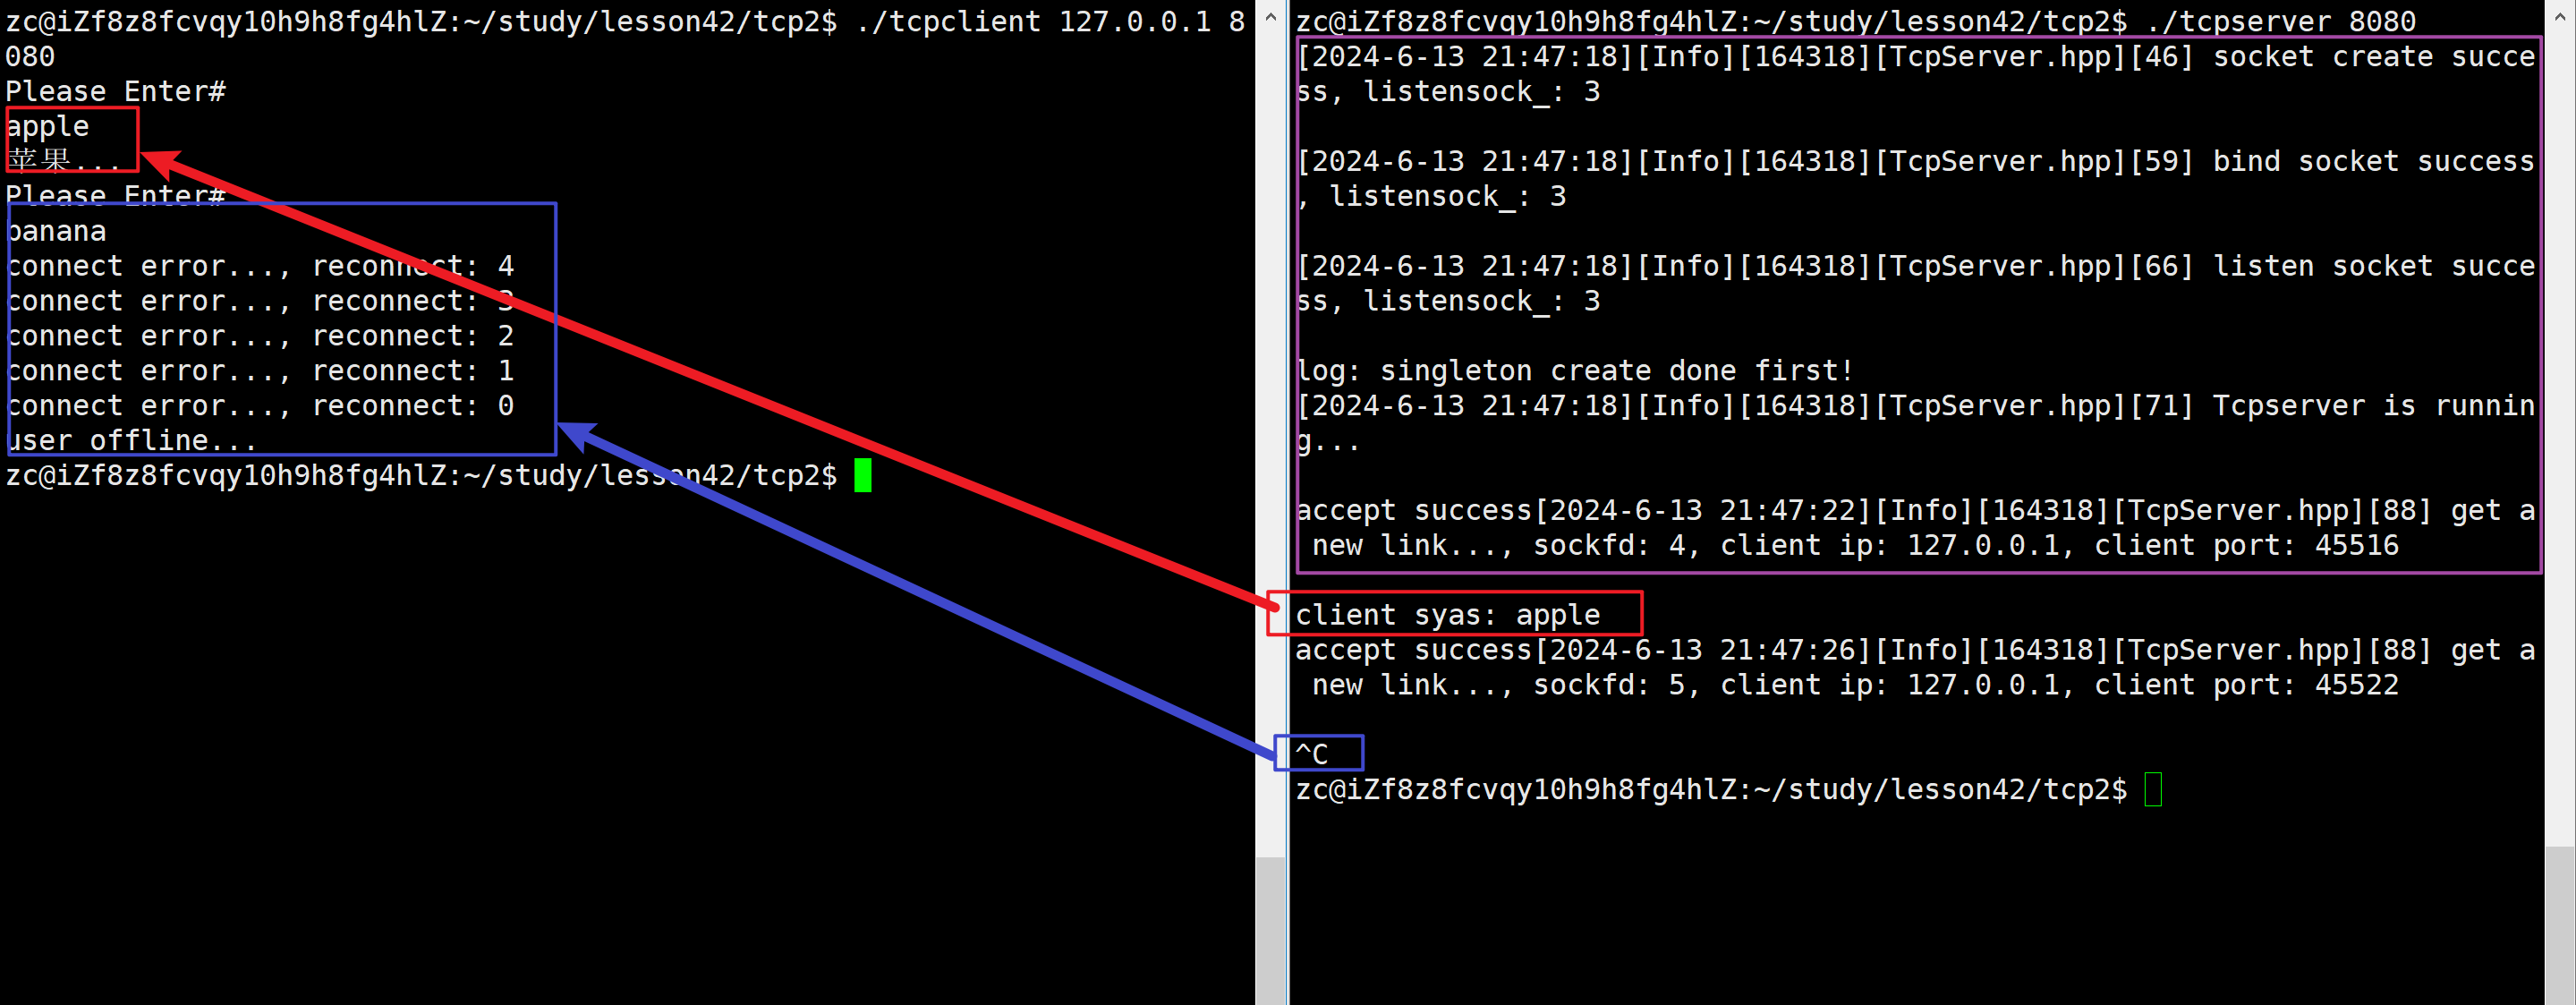 zc@iZf8z8fcvqy10h9h8fg4hlZ:~/study/lesson42/tcp2$ ./tcpclient 127.0.0.1 8
080
Please Enter#
apple
苹果...
Please Enter#
banana
connect error..., reconnect: 4
connect error..., reconnect: 3
connect error..., reconnect: 2
connect error..., reconnect: 1
connect error..., reconnect: 0
user offline...
zc@iZf8z8fcvqy10h9h8fg4hlZ:~/study/lesson42/tcp2$
zc@iZf8z8fcvqy10h9h8fg4hlZ:~/study/lesson42/tcp2$ ./tcpserver 8080
[2024-6-13 21:47:18][Info][164318][TcpServer.hpp][46] socket create succe
ss, listensock_: 3
[2024-6-13 21:47:18][Info][164318][TcpServer.hpp][59] bind socket success
, listensock_: 3
[2024-6-13 21:47:18][Info][164318][TcpServer.hpp][66] listen socket succe
ss, listensock_: 3
log: singleton create done first!
[2024-6-13 21:47:18][Info][164318][TcpServer.hpp][71] Tcpserver is runnin
g...
accept success[2024-6-13 21:47:22][Info][164318][TcpServer.hpp][88] get a
new link..., sockfd: 4, client ip: 127.0.0.1, client port: 45516
client syas: apple
accept success[2024-6-13 21:47:26][Info][164318][TcpServer.hpp][88] get a
new link..., sockfd: 5, client ip: 127.0.0.1, client port: 45522
^C
zc@iZf8z8fcvqy10h9h8fg4hlZ:~/study/lesson42/tcp2$